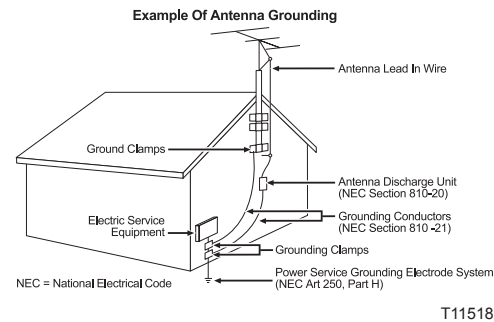 Example Of Antenna Grounding
Antenna Lead In Wire
Ground Clamps
Antenna Discharge Unit
(NEC Section 810-20)
Electric Service
Equipment
Grounding Conductors
(NEC Section 810 -21)
Grounding Clamps
Power Service Grounding Electrode System
(NEC Art 250, Part H)
NEC = National Electrical Code
T11518